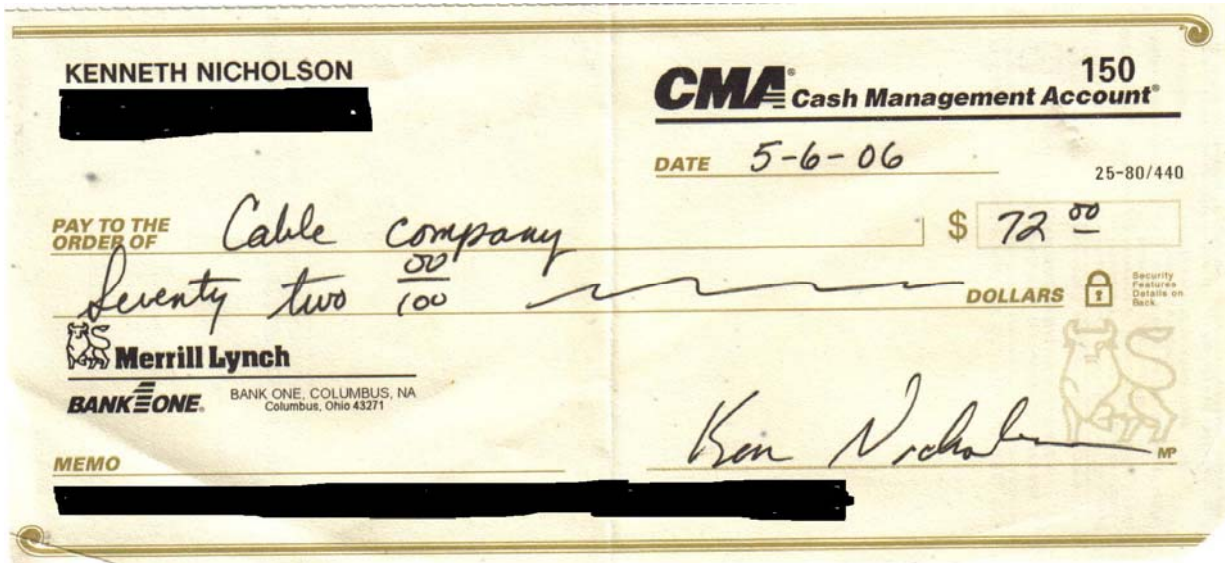 KENNETH NICHOLSON
150
CMA® Cash Management Account®
DATE 5-6-06
25-80/440
PAY TO THE
ORDER OF Cable company $ 72 00
Seventy two 00/100 DOLLARS
Security
Features
Details on
Back.
Merrill Lynch
BANK ONE. BANK ONE, COLUMBUS, NA
Columbus, Ohio 43271
Ken Nicholson
MEMO
MP